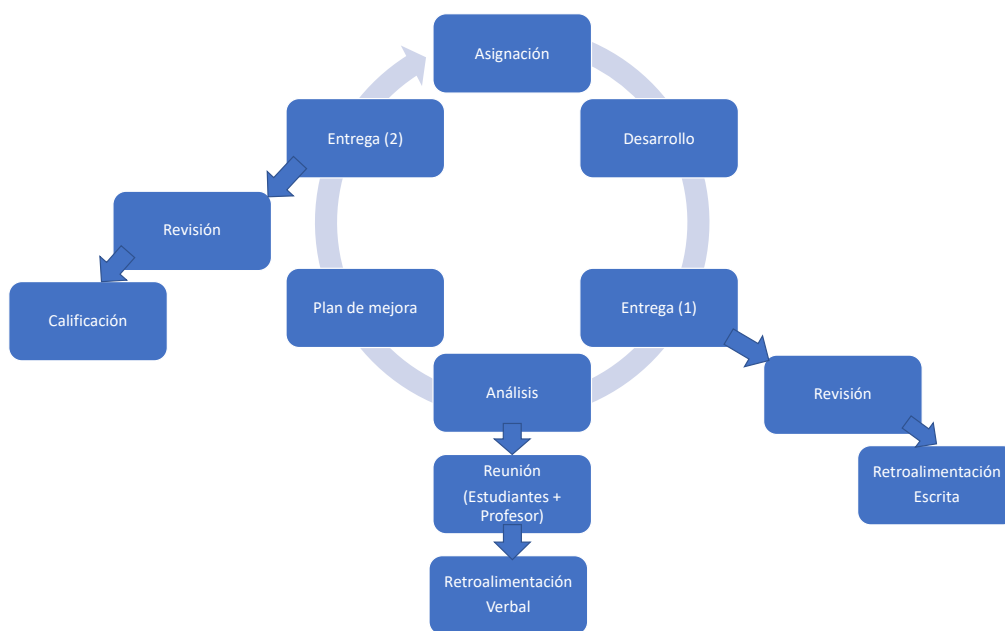 Asignación
Entrega (2)
Desarrollo
Revisión
Calificación
Plan de mejora
Entrega (1)
Análisis
Revisión
Reunión
(Estudiantes +
Profesor)
Retroalimentación
Escrita
Retroalimentación
Verbal